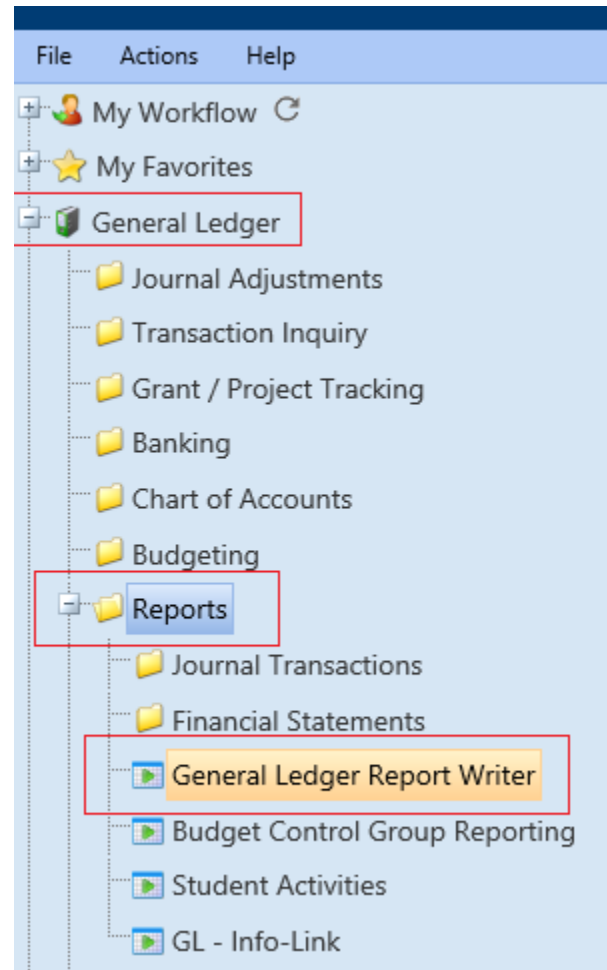 File Actions Help
My Workflow
My Favorites
General Ledger
Journal Adjustments
Transaction Inquiry
Grant / Project Tracking
Banking
Chart of Accounts
Budgeting
Reports
Journal Transactions
Financial Statements
General Ledger Report Writer
Budget Control Group Reporting
Student Activities
GL - Info-Link